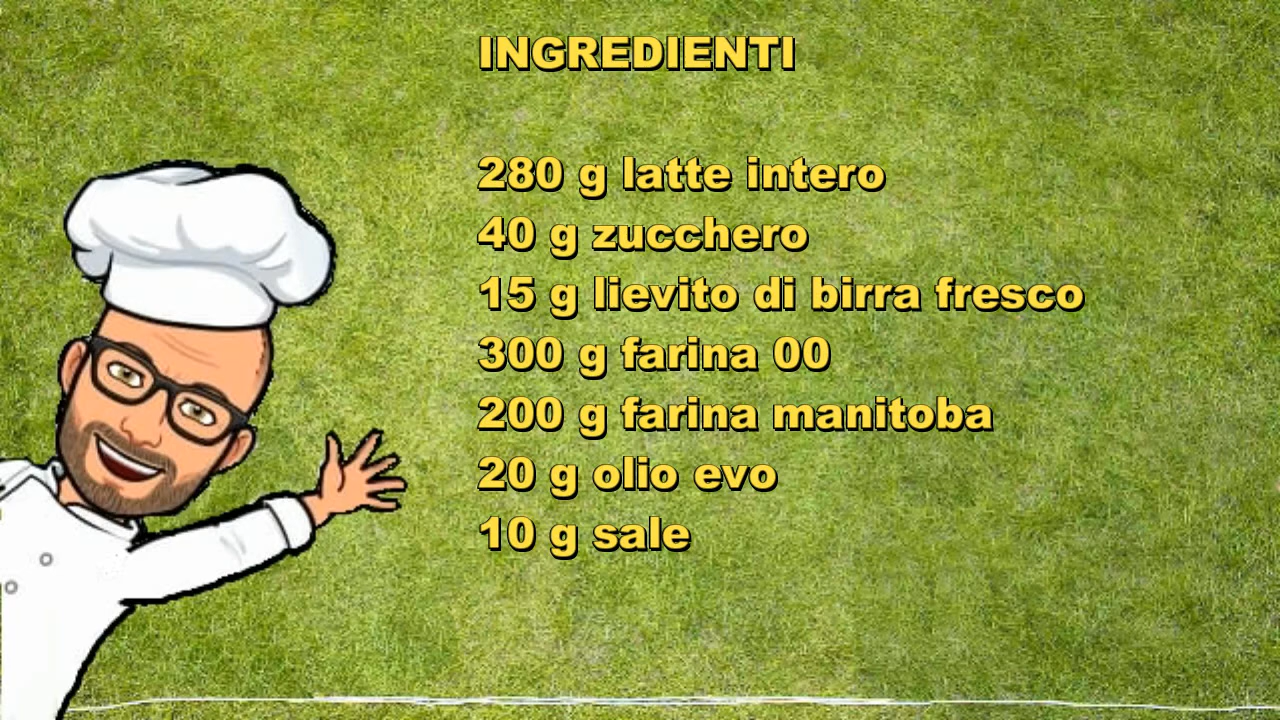 INGREDIENTI
280 g latte intero
40 g zucchero
15 g lievito di birra fresco
300 g farina 00
200 g farina manitoba
20 g olio evo
10 g sale